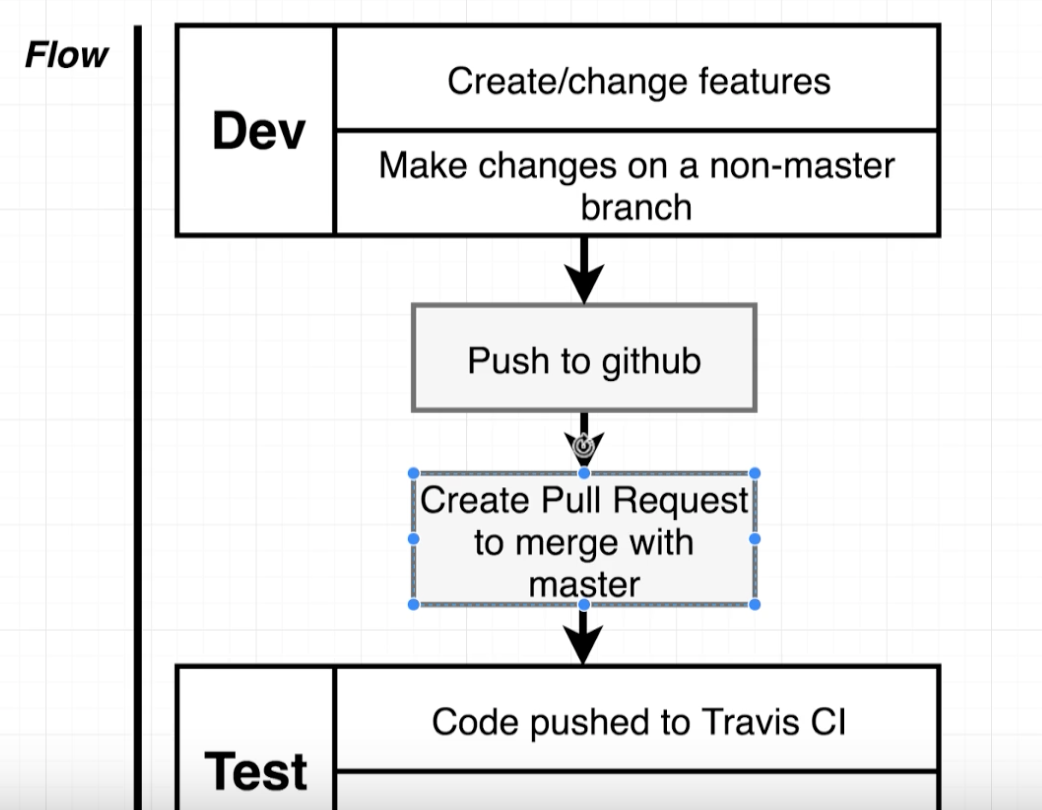 Flow
Dev
Create/change features
Make changes on a non-master
branch
Push to github
Create Pull Request
to merge with
master
Test
Code pushed to Travis CI